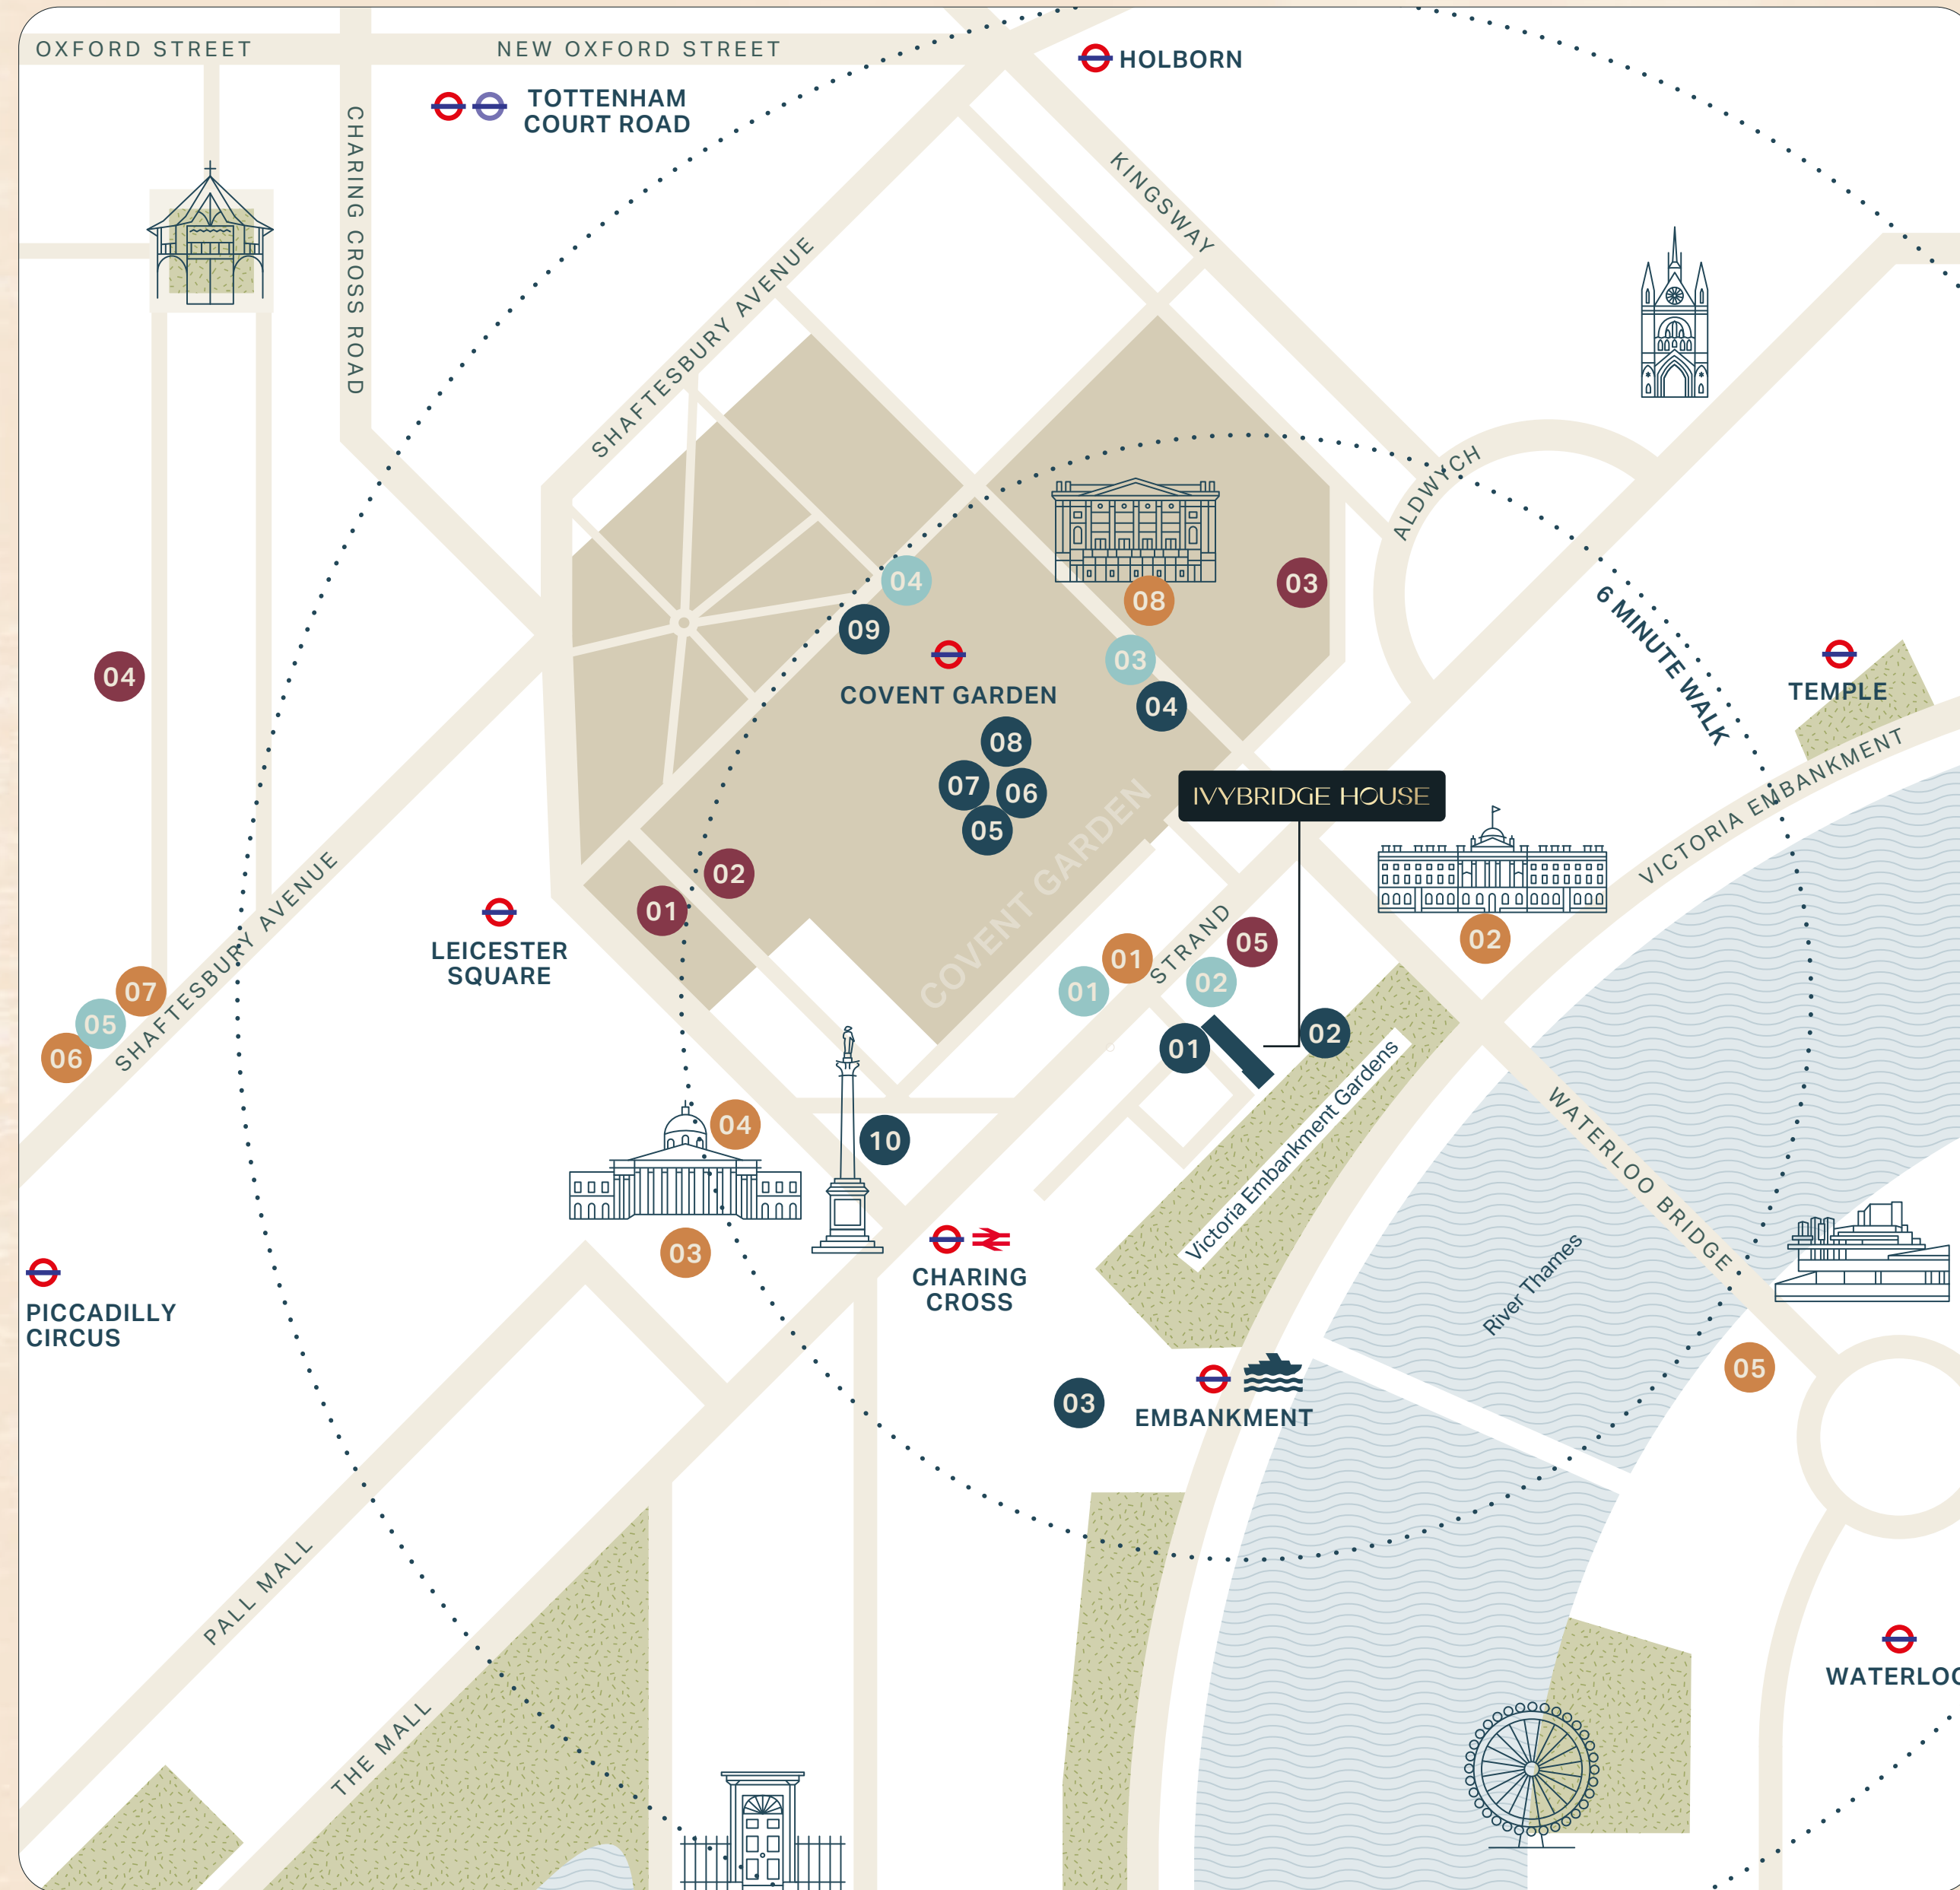 OXFORD STREET
NEW OXFORD STREET
HOLBORN
TOTTENHAM
COURT ROAD
CHARING CROSS ROAD
KINGSWAY
SHAFTESBURY AVENUE
ALDWYCH
04
03
08
09
03
6 MINUTE WALK
COVENT GARDEN
04
04
TEMPLE
08
07
06
05
VICTORIA EMBANKMENT
IVYBRIDGE HOUSE
COVENT GARDEN
02
01
SHAFTESBURY AVENUE
LEICESTER
SQUARE
STRAND
05
02
01
01
02
07
05
06
01
02
Victoria Embankment Gardens
04
10
WATERLOO BRIDGE
03
CHARING
CROSS
River Thames
PICCADILLY
CIRCUS
05
03
EMBANKMENT
PALL MALL
THE MALL